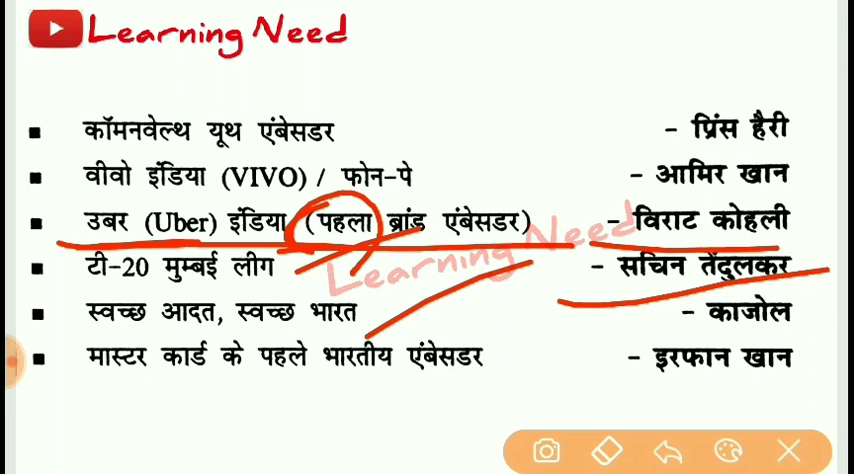 Learning Need
कॉमनवेल्थ यूथ एंबेसडर - प्रिंस हैरी
वीवो इंडिया (VIVO) / फोन-पे - आमिर खान
उबर (Uber) इंडिया (पहला ब्रांड एंबेसडर) - विराट कोहली
टी-20 मुम्बई लीग - सचिन तेंदुलकर
Learning Need
स्वच्छ आदत, स्वच्छ भारत - काजोल
मास्टर कार्ड के पहले भारतीय एंबेसडर - इरफान खान